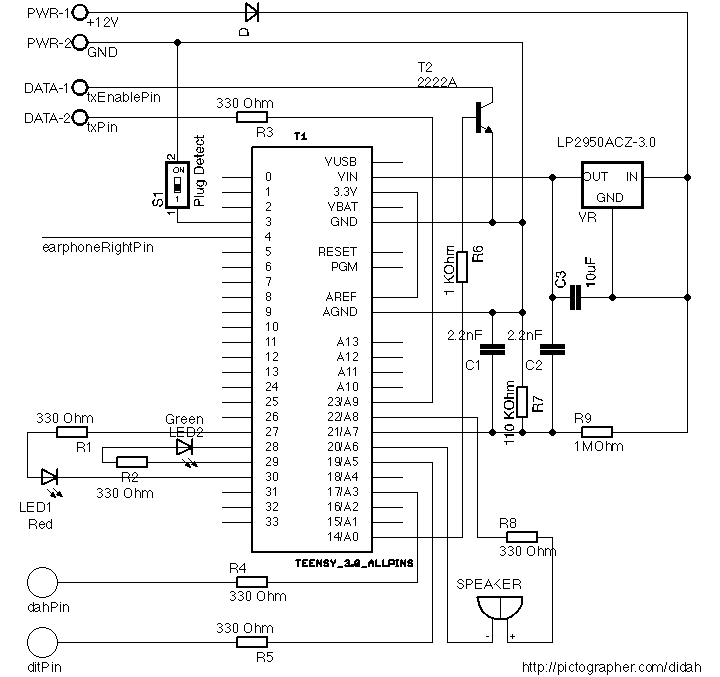 PWR-1
+12V
D
PWR-2
GND
DATA-1
txEnablePin
T2
2222A
DATA-2
txPin
330 Ohm
R3
T1
LP2950ACZ-3.0
OUT IN
GND
VR
2
ON
1
1
S1
Plug Detect
earphoneRightPin
0
1
2
3
4
5
6
7
8
9
10
11
12
13
24
25
26
27
28
29
30
31
32
33
VUSB
VIN
3.3V
VBAT
GND
RESET
PGM
AREF
AGND
A13
A12
A11
A10
23/A9
22/A8
21/A7
20/A6
19/A5
18/A4
17/A3
16/A2
15/A1
14/A0
TEENSY_3.0_ALLPINS
1 KOhm
R6
C3
10uF
2.2nF
C1
2.2nF
C2
110 KOhm
R7
R9
1MOhm
330 Ohm
R1
Green
LED2
R2
330 Ohm
LED1
Red
R8
330 Ohm
SPEAKER
- +
R4
330 Ohm
dahPin
330 Ohm
R5
ditPin
http://pictographer.com/didah